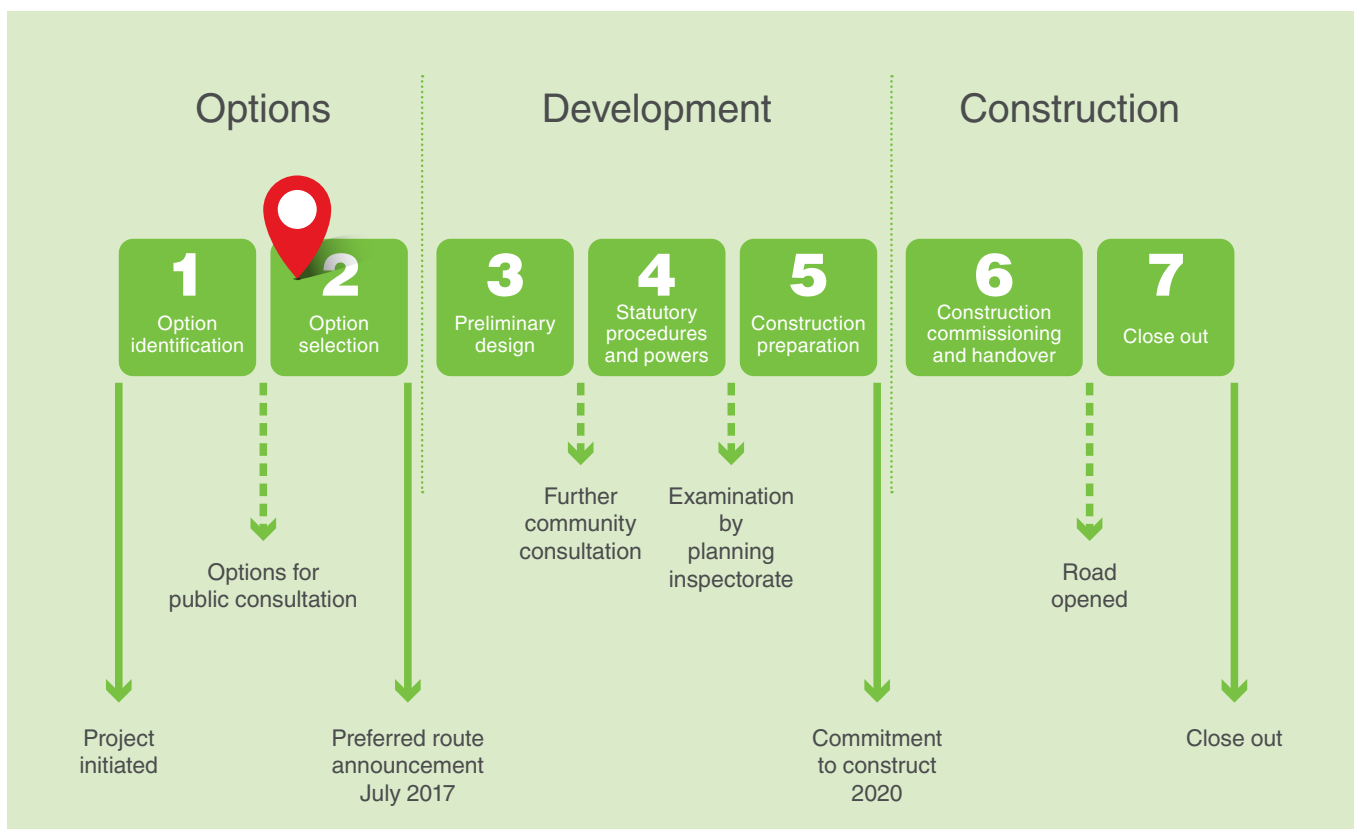 Options
Development
Construction
1
Option
identification
2
Option
selection
3
Preliminary
design
4
Statutory
procedures
and powers
5
Construction
preparation
6
Construction
commissioning
and handover
7
Close out
Project
initiated
Options for
public consultation
Preferred route
announcement
July 2017
Further
community
consultation
Examination
by
planning
inspectorate
Commitment
to construct
2020
Road
opened
Close out